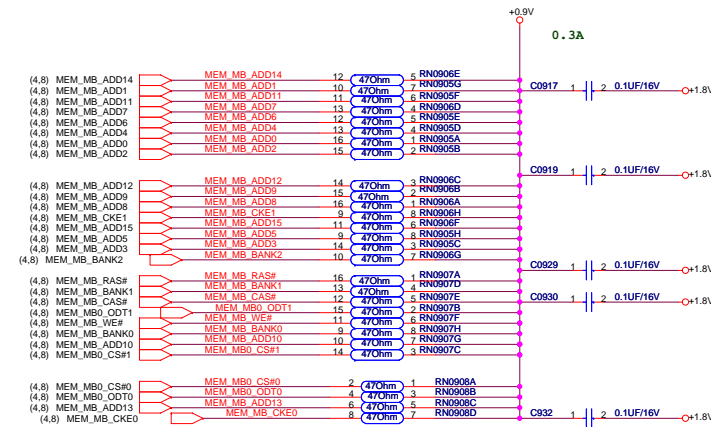 +0.9V
0.3A
(4,8) MEM_MB_ADD14 MEM_MB_ADD14 12 47Ohm 5 RN0906E
(4,8) MEM_MB_ADD1 MEM_MB_ADD1 10 47Ohm 7 RN0905G C0917 1 2 0.1UF/16V +1.8V
(4,8) MEM_MB_ADD11 MEM_MB_ADD11 11 47Ohm 6 RN0905F
(4,8) MEM_MB_ADD7 MEM_MB_ADD7 13 47Ohm 4 RN0906D
(4,8) MEM_MB_ADD6 MEM_MB_ADD6 12 47Ohm 5 RN0905E
(4,8) MEM_MB_ADD4 MEM_MB_ADD4 13 47Ohm 4 RN0905D
(4,8) MEM_MB_ADD0 MEM_MB_ADD0 16 47Ohm 1 RN0905A
(4,8) MEM_MB_ADD2 MEM_MB_ADD2 15 47Ohm 2 RN0905B
C0919 1 2 0.1UF/16V +1.8V
(4,8) MEM_MB_ADD12 MEM_MB_ADD12 14 47Ohm 3 RN0906C
(4,8) MEM_MB_ADD9 MEM_MB_ADD9 15 47Ohm 2 RN0906B
(4,8) MEM_MB_ADD8 MEM_MB_ADD8 16 47Ohm 1 RN0906A
(4,8) MEM_MB_CKE1 MEM_MB_CKE1 9 47Ohm 8 RN0906H
(4,8) MEM_MB_ADD15 MEM_MB_ADD15 11 47Ohm 6 RN0906F
(4,8) MEM_MB_ADD5 MEM_MB_ADD5 9 47Ohm 8 RN0905H
(4,8) MEM_MB_ADD3 MEM_MB_ADD3 14 47Ohm 3 RN0905C
(4,8) MEM_MB_BANK2 MEM_MB_BANK2 10 47Ohm 7 RN0906G
C0929 1 2 0.1UF/16V +1.8V
(4,8) MEM_MB_RAS# MEM_MB_RAS# 16 47Ohm 1 RN0907A
(4,8) MEM_MB_BANK1 MEM_MB_BANK1 13 47Ohm 4 RN0907D
(4,8) MEM_MB_CAS# MEM_MB_CAS# 12 47Ohm 5 RN0907E C0930 1 2 0.1UF/16V +1.8V
(4,8) MEM_MB0_ODT1 MEM_MB0_ODT1 15 47Ohm 2 RN0907B
(4,8) MEM_MB_WE# MEM_MB_WE# 11 47Ohm 6 RN0907F
(4,8) MEM_MB_BANK0 MEM_MB_BANK0 9 47Ohm 8 RN0907H
(4,8) MEM_MB_ADD10 MEM_MB_ADD10 10 47Ohm 7 RN0907G
(4,8) MEM_MB0_CS#1 MEM_MB0_CS#1 14 47Ohm 3 RN0907C
(4,8) MEM_MB0_CS#0 MEM_MB0_CS#0 2 47Ohm 1 RN0908A
(4,8) MEM_MB0_ODT0 MEM_MB0_ODT0 4 47Ohm 3 RN0908B
(4,8) MEM_MB_ADD13 MEM_MB_ADD13 6 47Ohm 5 RN0908C
(4,8) MEM_MB_CKE0 MEM_MB_CKE0 8 47Ohm 7 RN0908D C932 1 2 0.1UF/16V +1.8V